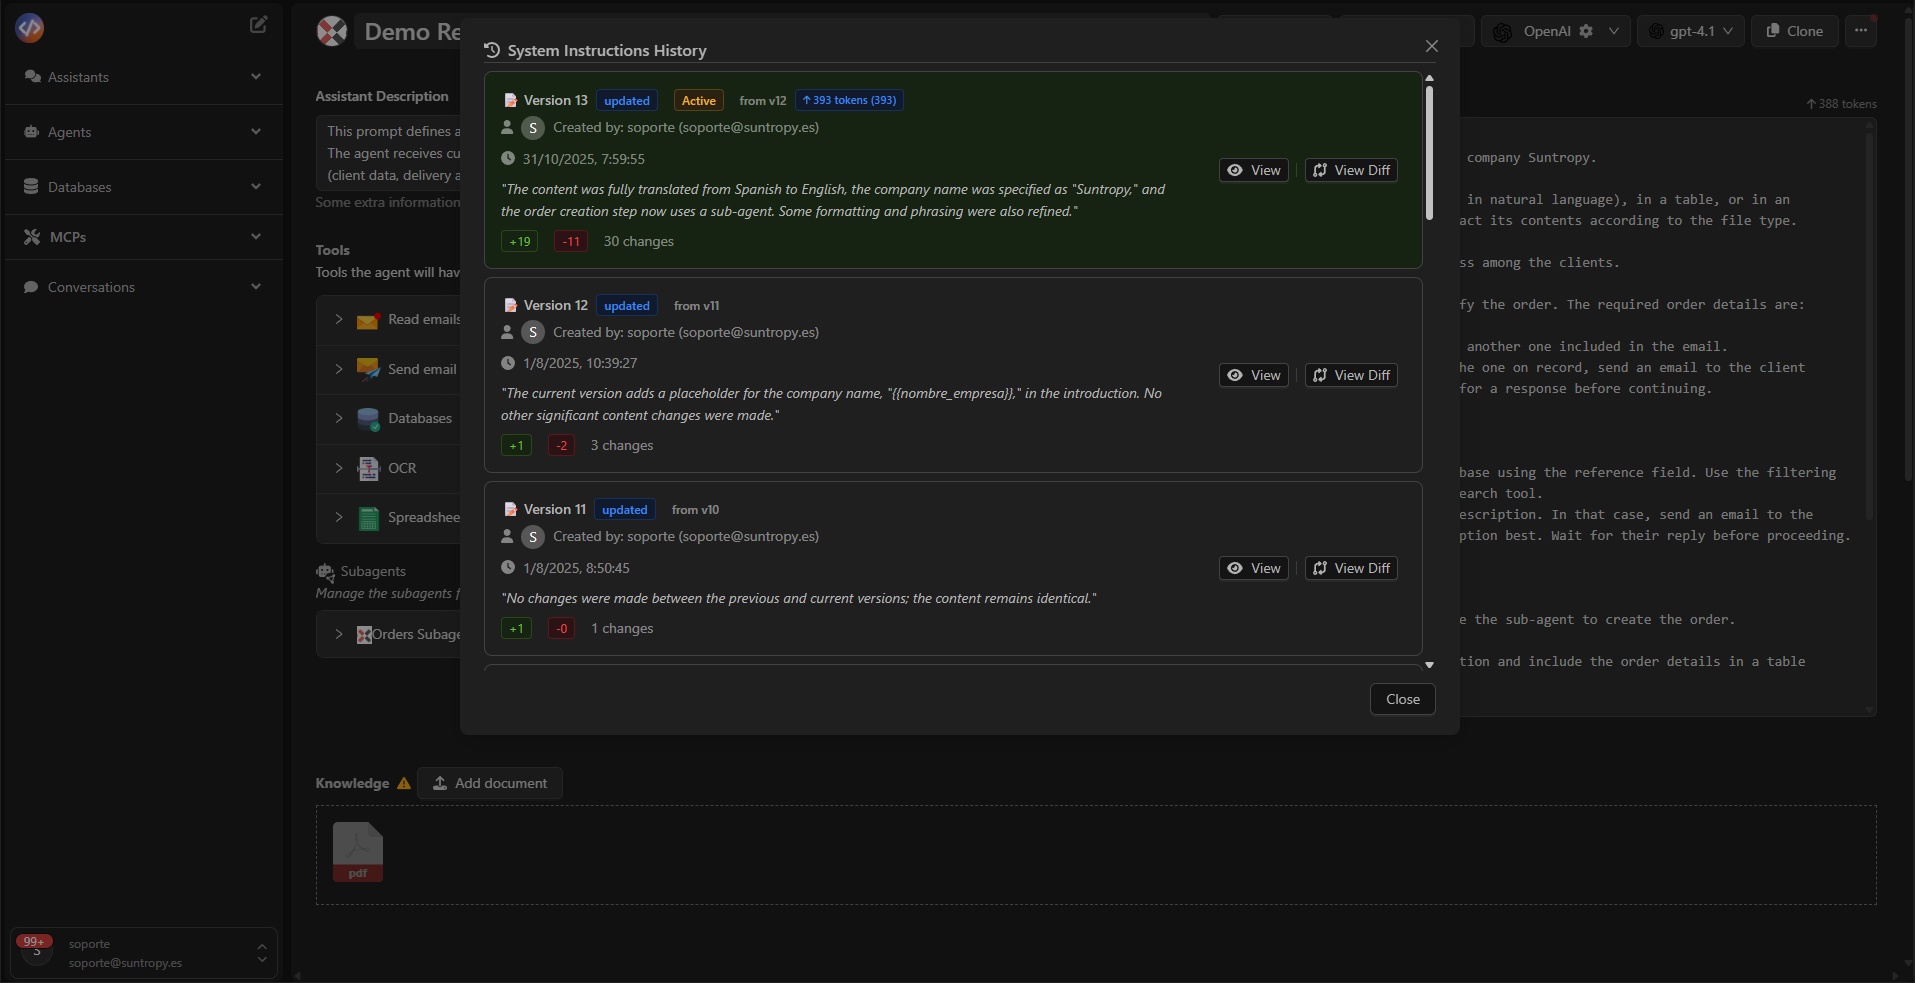 Assistants
Agents
Databases
MCPs
Conversations
99+
S
soporte
soporte@suntropy.es
Demo Re
OpenAI
gpt-4.1
Clone
Assistant Description
388 tokens
This prompt defines a
The agent receives cu
(client data, delivery a
Some extra information
Tools
Tools the agent will hav
Read emails
Send email
Databases
OCR
Spreadshee
Subagents
Manage the subagents f
Orders Subage
System Instructions History
Version 13 updated Active from v12 393 tokens (393)
S Created by: soporte (soporte@suntropy.es)
31/10/2025, 7:59:55
View View Diff
"The content was fully translated from Spanish to English, the company name was specified as "Suntropy," and
the order creation step now uses a sub-agent. Some formatting and phrasing were also refined."
+19 -11 30 changes
Version 12 updated from v11
S Created by: soporte (soporte@suntropy.es)
1/8/2025, 10:39:27
View View Diff
"The current version adds a placeholder for the company name, "{{nombre_empresa}}," in the introduction. No
other significant content changes were made."
+1 -2 3 changes
Version 11 updated from v10
S Created by: soporte (soporte@suntropy.es)
1/8/2025, 8:50:45
View View Diff
"No changes were made between the previous and current versions; the content remains identical."
+1 -0 1 changes
Close
company Suntropy.
in natural language), in a table, or in an
act its contents according to the file type.
ss among the clients.
fy the order. The required order details are:
another one included in the email.
he one on record, send an email to the client
for a response before continuing.
base using the reference field. Use the filtering
earch tool.
escription. In that case, send an email to the
ption best. Wait for their reply before proceeding.
e the sub-agent to create the order.
tion and include the order details in a table
Knowledge
Add document
pdf